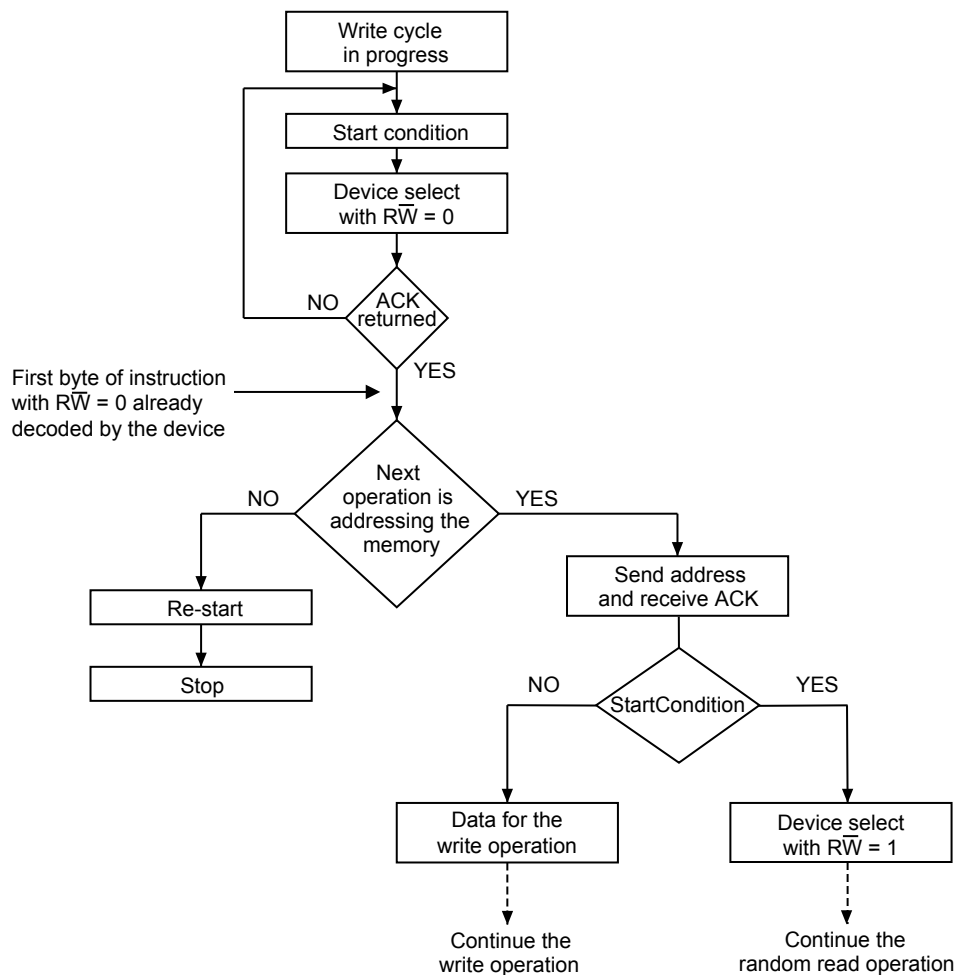 Write cycle
in progress
Start condition
Device select
with RW̅ = 0
NO
ACK
returned
YES
First byte of instruction
with RW̅ = 0 already
decoded by the device
Next
operation is
addressing the
memory
NO
YES
Re-start
Stop
Send address
and receive ACK
StartCondition
NO
YES
Data for the
write operation
Device select
with RW̅ = 1
Continue the
write operation
Continue the
random read operation